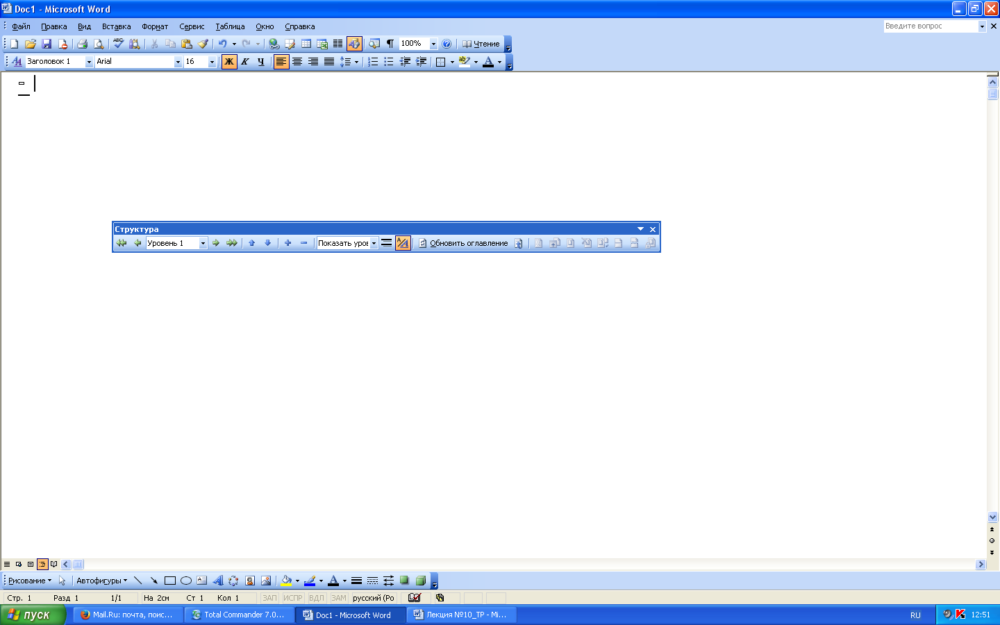 Doc1 - Microsoft Word
Файл Правка Вид Вставка Формат Сервис Таблица Окно Справка Введите вопрос
100% Чтение
Заголовок 1 Arial 16 Ж К Ч
Структура
Уровень 1 Показать уров Обновить оглавление
Рисование Автофигуры
Стр. 1 Разд 1 1/1 На 2см Ст 1 Кол 1 ЗАП ИСПР ВДЛ ЗАМ русский (Ро
пуск Mail.Ru: почта, поис... Total Commander 7.0... Doc1 - Microsoft Word Лекция №10_ТР - Mi... RU 12:51